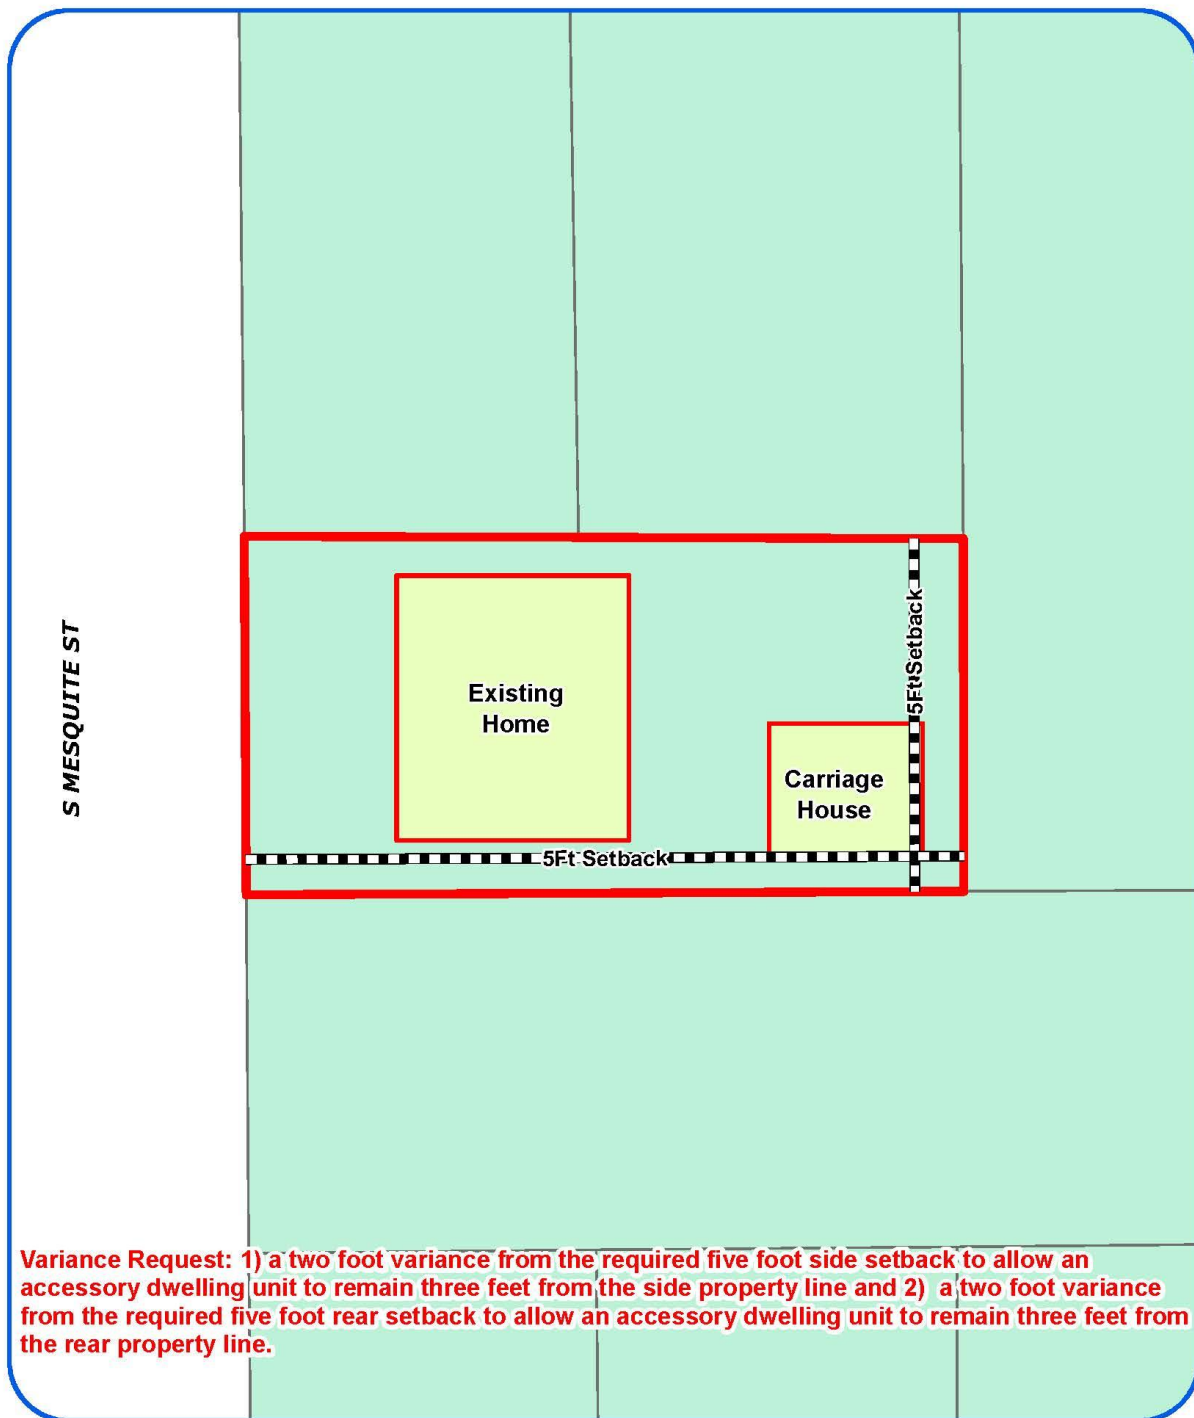 S MESQUITE ST
Existing
Home
5Ft Setback
Carriage
House
5Ft Setback
Variance Request: 1) a two foot variance from the required five foot side setback to allow an
accessory dwelling unit to remain three feet from the side property line and 2) a two foot variance
from the required five foot rear setback to allow an accessory dwelling unit to remain three feet from
the rear property line.